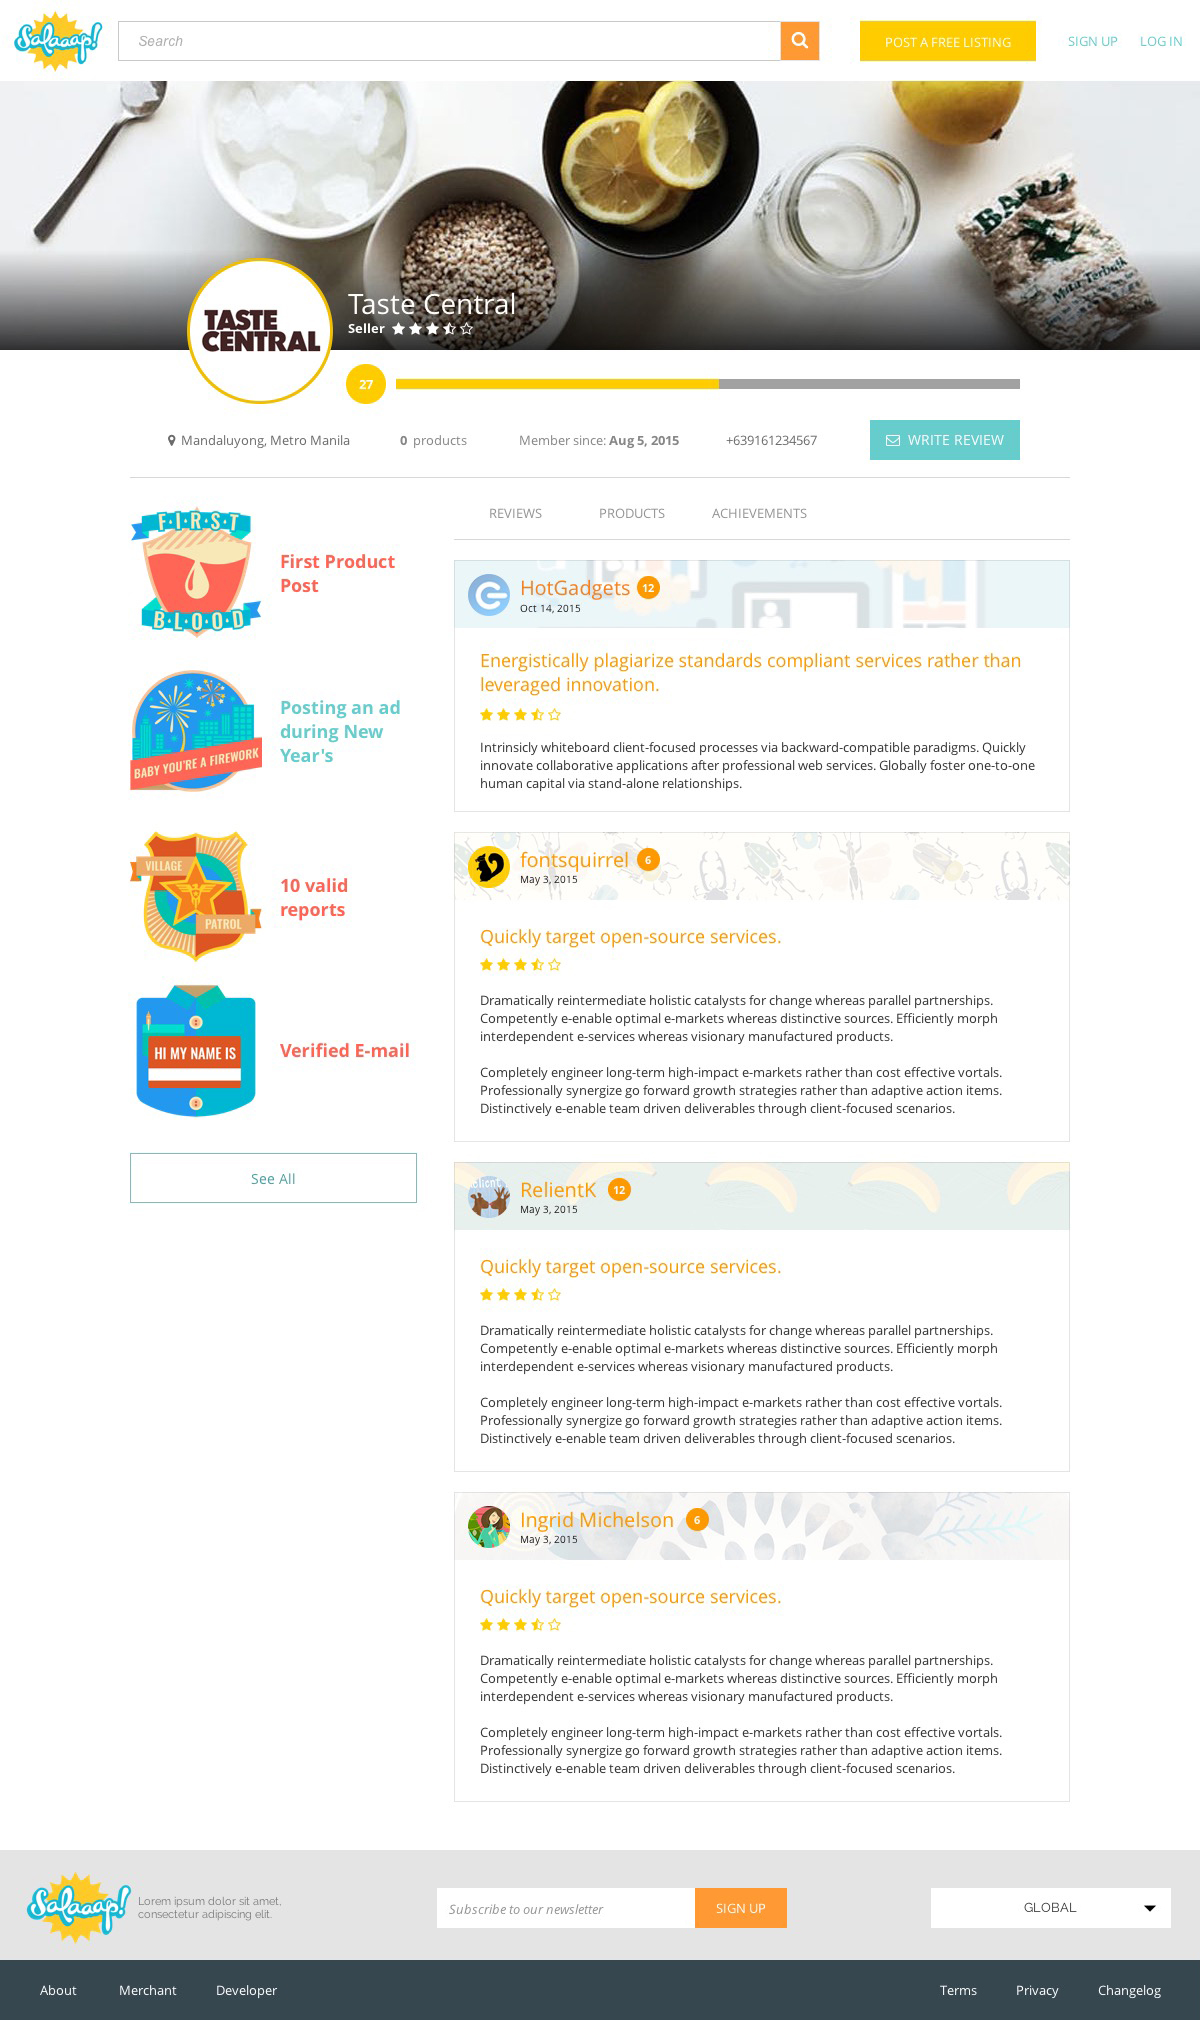 Salaaap!
Search
POST A FREE LISTING
SIGN UP
LOG IN
BALI
Mutu Terbaik
TASTE
CENTRAL
Taste Central
Seller
27
Mandaluyong, Metro Manila
0 products
Member since: Aug 5, 2015
+639161234567
WRITE REVIEW
FIRST
BLOOD
First Product
Post
BABY YOU'RE A FIREWORK
Posting an ad
during New
Year's
VILLAGE
PATROL
10 valid
reports
HI MY NAME IS
Verified E-mail
See All
REVIEWS
PRODUCTS
ACHIEVEMENTS
HotGadgets 12
Oct 14, 2015
Energistically plagiarize standards compliant services rather than
leveraged innovation.
Intrinsicly whiteboard client-focused processes via backward-compatible paradigms. Quickly
innovate collaborative applications after professional web services. Globally foster one-to-one
human capital via stand-alone relationships.
fontsquirrel 6
May 3, 2015
Quickly target open-source services.
Dramatically reintermediate holistic catalysts for change whereas parallel partnerships.
Competently e-enable optimal e-markets whereas distinctive sources. Efficiently morph
interdependent e-services whereas visionary manufactured products.
Completely engineer long-term high-impact e-markets rather than cost effective vortals.
Professionally synergize go forward growth strategies rather than adaptive action items.
Distinctively e-enable team driven deliverables through client-focused scenarios.
RelientK 12
May 3, 2015
Quickly target open-source services.
Dramatically reintermediate holistic catalysts for change whereas parallel partnerships.
Competently e-enable optimal e-markets whereas distinctive sources. Efficiently morph
interdependent e-services whereas visionary manufactured products.
Completely engineer long-term high-impact e-markets rather than cost effective vortals.
Professionally synergize go forward growth strategies rather than adaptive action items.
Distinctively e-enable team driven deliverables through client-focused scenarios.
Ingrid Michelson 6
May 3, 2015
Quickly target open-source services.
Dramatically reintermediate holistic catalysts for change whereas parallel partnerships.
Competently e-enable optimal e-markets whereas distinctive sources. Efficiently morph
interdependent e-services whereas visionary manufactured products.
Completely engineer long-term high-impact e-markets rather than cost effective vortals.
Professionally synergize go forward growth strategies rather than adaptive action items.
Distinctively e-enable team driven deliverables through client-focused scenarios.
Salaaap!
Lorem ipsum dolor sit amet,
consectetur adipiscing elit.
Subscribe to our newsletter
SIGN UP
GLOBAL
About
Merchant
Developer
Terms
Privacy
Changelog